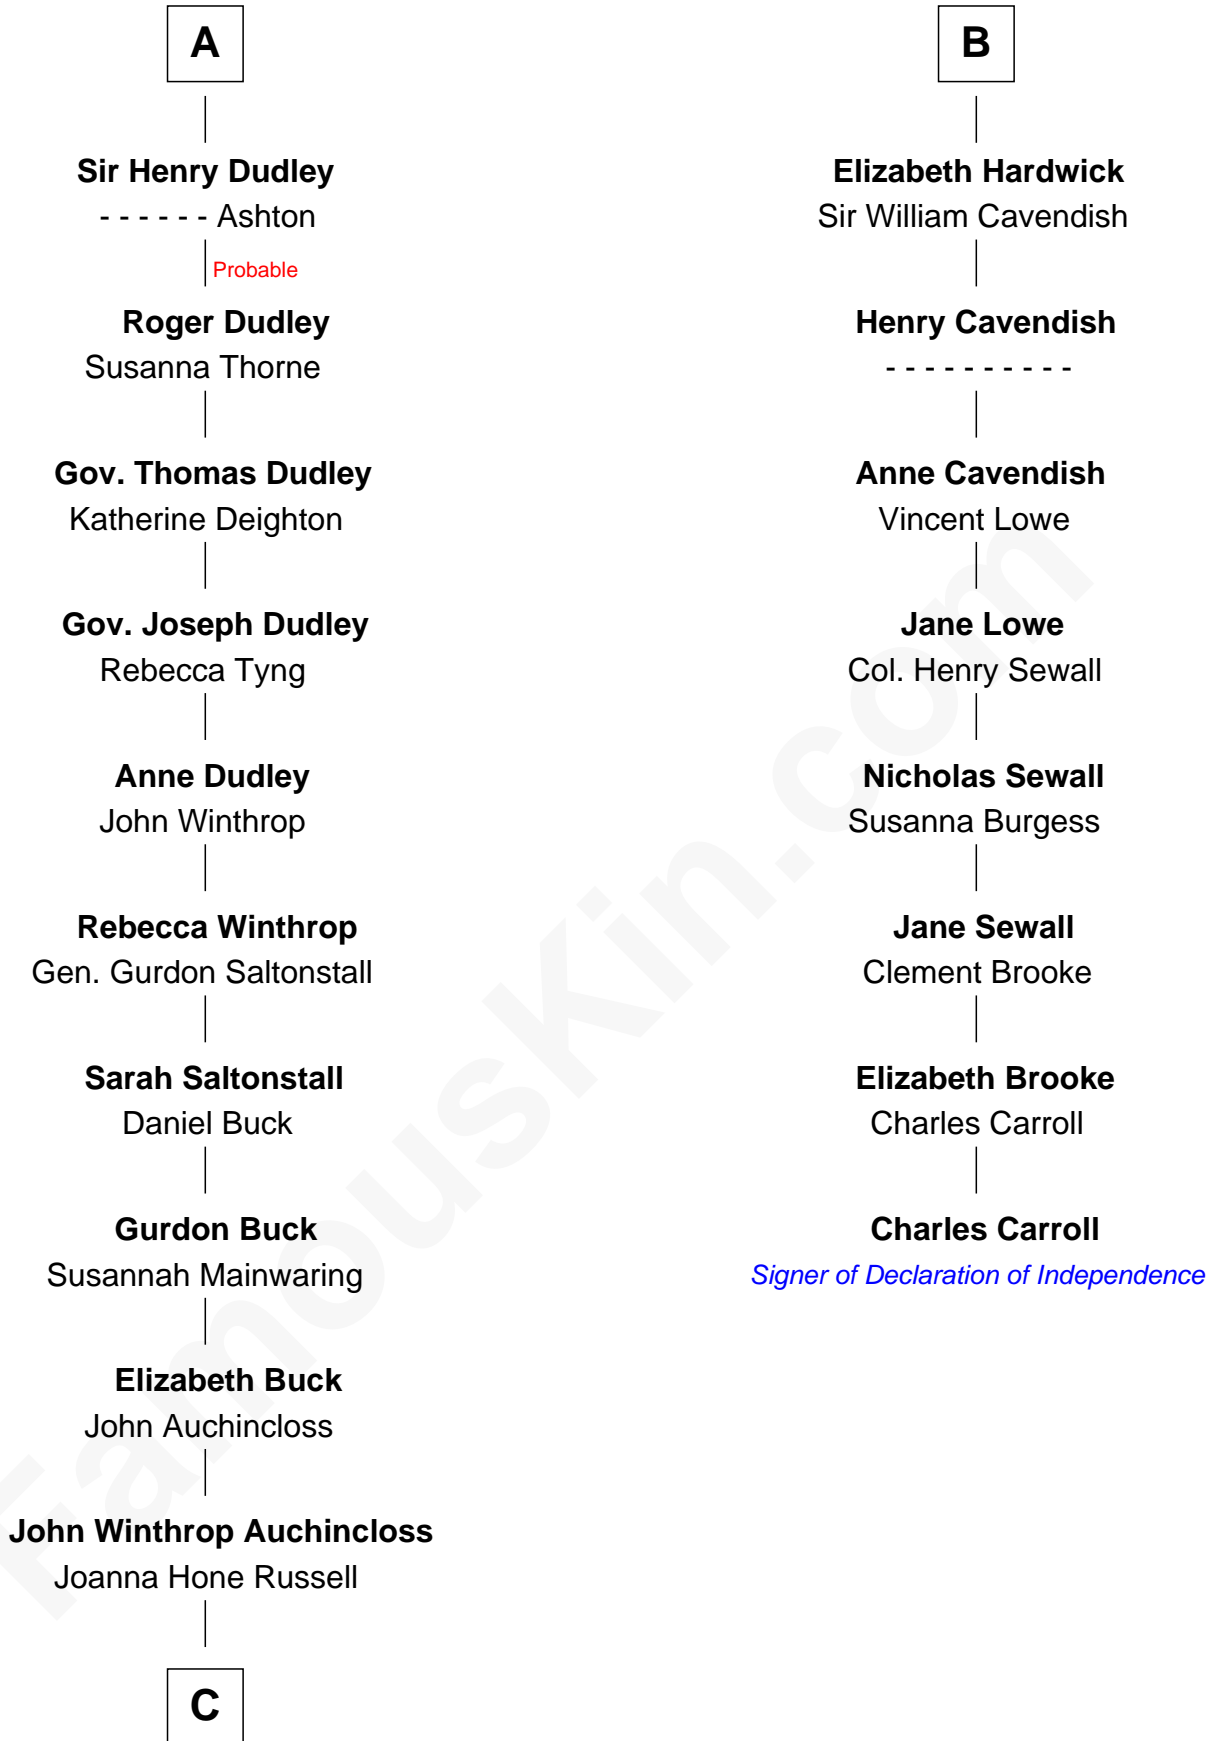 A
Sir Henry Dudley
- - - - - - Ashton
Probable
Roger Dudley
Susanna Thorne
Gov. Thomas Dudley
Katherine Deighton
Gov. Joseph Dudley
Rebecca Tyng
Anne Dudley
John Winthrop
Rebecca Winthrop
Gen. Gurdon Saltonstall
Sarah Saltonstall
Daniel Buck
Gurdon Buck
Susannah Mainwaring
Elizabeth Buck
John Auchincloss
John Winthrop Auchincloss
Joanna Hone Russell
C
B
Elizabeth Hardwick
Sir William Cavendish
Henry Cavendish
- - - - - - - - - -
Anne Cavendish
Vincent Lowe
Jane Lowe
Col. Henry Sewall
Nicholas Sewall
Susanna Burgess
Jane Sewall
Clement Brooke
Elizabeth Brooke
Charles Carroll
Charles Carroll
Signer of Declaration of Independence
FamousKin.com